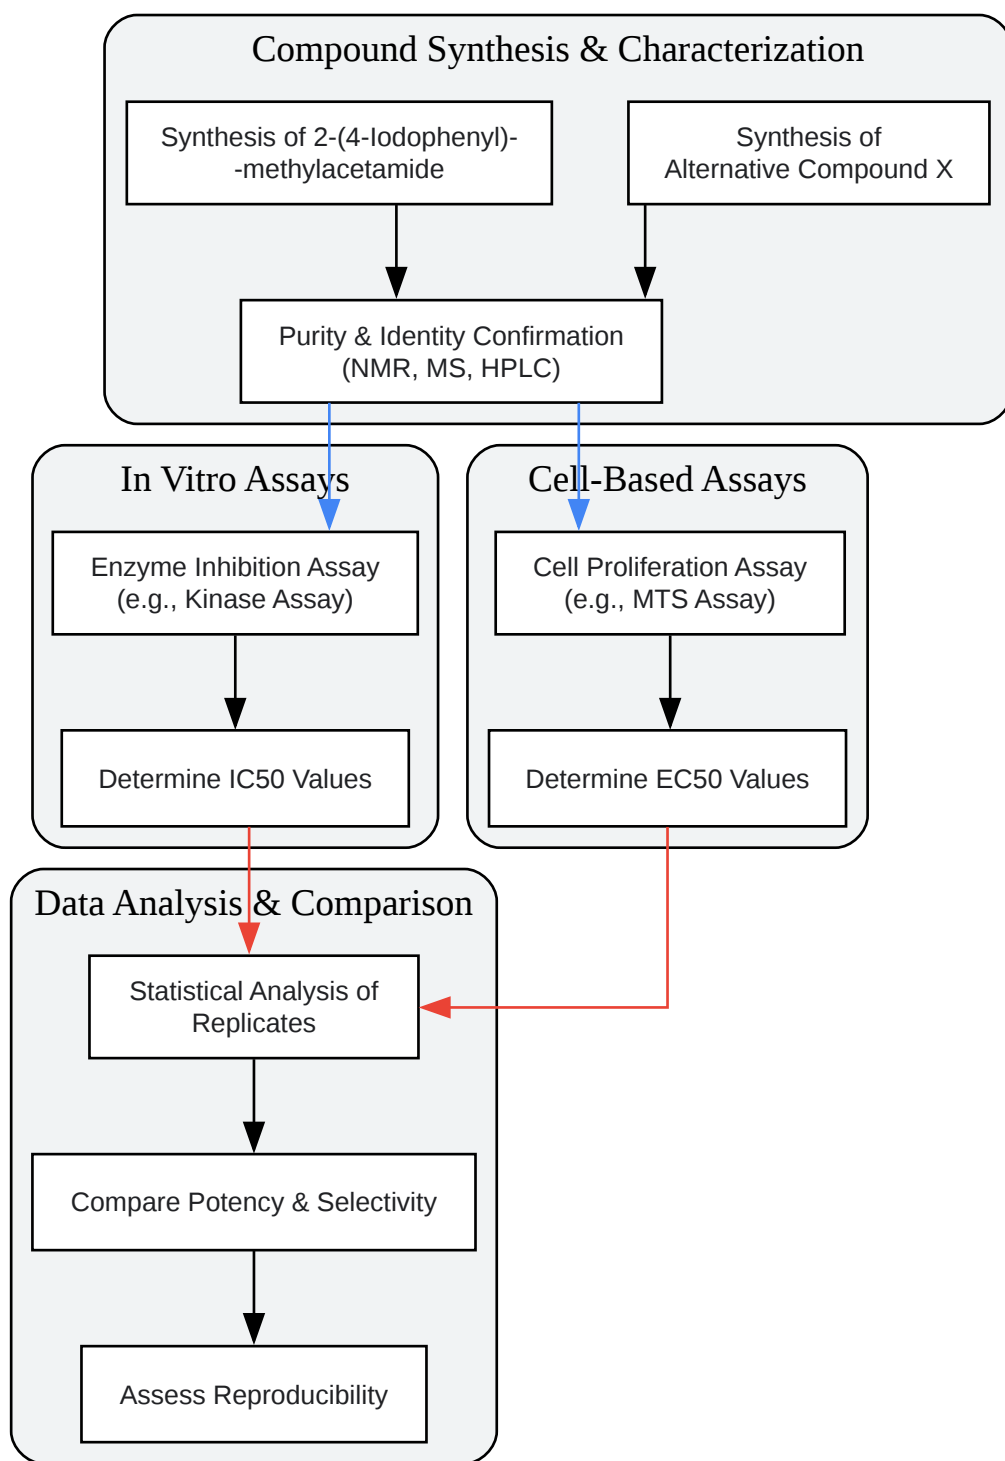 Compound Synthesis & Characterization
Synthesis of 2-(4-Iodophenyl)-
-methylacetamide
Synthesis of
Alternative Compound X
Purity & Identity Confirmation
(NMR, MS, HPLC)
In Vitro Assays
Enzyme Inhibition Assay
(e.g., Kinase Assay)
Determine IC50 Values
Cell-Based Assays
Cell Proliferation Assay
(e.g., MTS Assay)
Determine EC50 Values
Data Analysis & Comparison
Statistical Analysis of
Replicates
Compare Potency & Selectivity
Assess Reproducibility